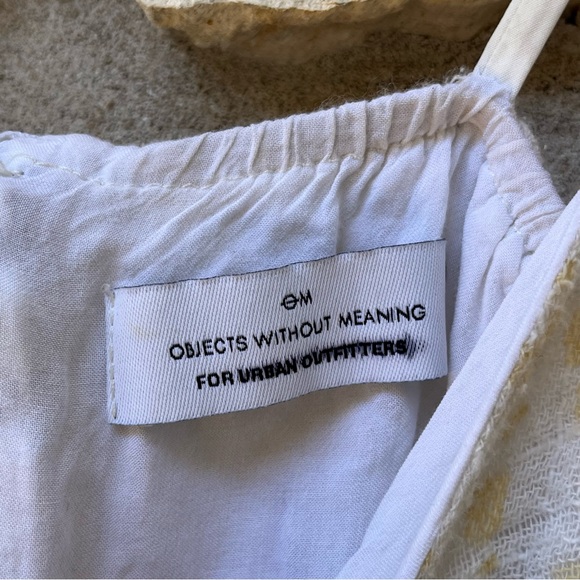 OM
OBJECTS WITHOUT MEANING
FOR URBAN OUTFITTERS